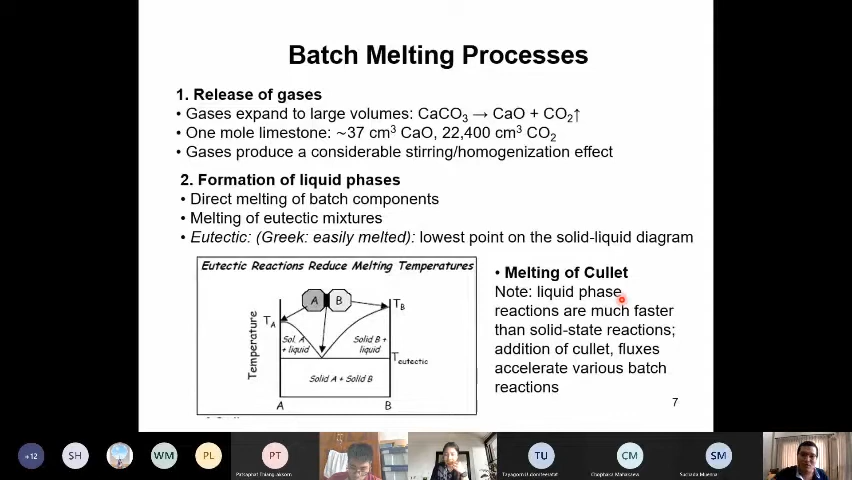 Batch Melting Processes
1. Release of gases
• Gases expand to large volumes: CaCO₃ → CaO + CO₂↑
• One mole limestone: ~37 cm³ CaO, 22,400 cm³ CO₂
• Gases produce a considerable stirring/homogenization effect
2. Formation of liquid phases
• Direct melting of batch components
• Melting of eutectic mixtures
• Eutectic: (Greek: easily melted): lowest point on the solid-liquid diagram
Eutectic Reactions Reduce Melting Temperatures
A B
T_A
T_B
Temperature
Sol. A
+ liquid
Solid B +
liquid
T_eutectic
Solid A + Solid B
A
B
• Melting of Cullet
Note: liquid phase
reactions are much faster
than solid-state reactions;
addition of cullet, fluxes
accelerate various batch
reactions
7
+12
SH
WM
PL
PT
TU
CM
SM